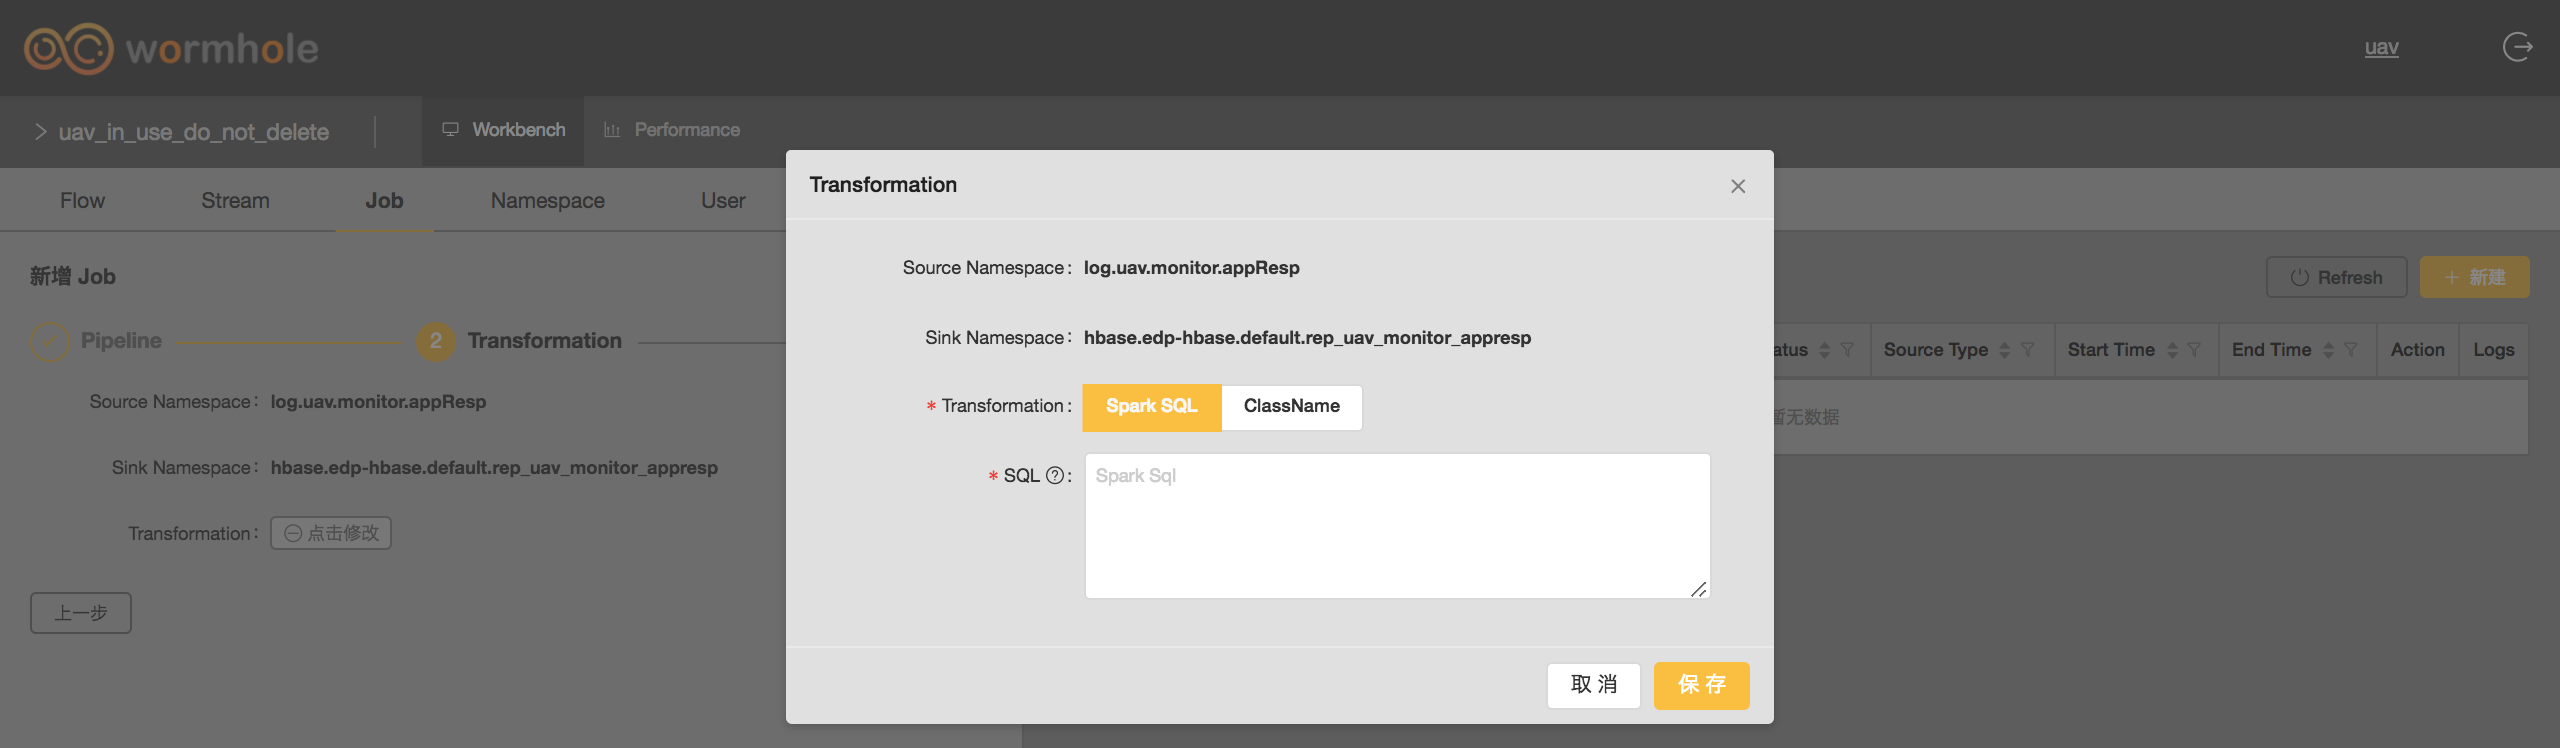 wormhole
uav
uav_in_use_do_not_delete
Workbench
Performance
Flow
Stream
Job
Namespace
User
新增 Job
Pipeline
2
Transformation
Source Namespace:
log.uav.monitor.appResp
Sink Namespace:
hbase.edp-hbase.default.rep_uav_monitor_appresp
Transformation:
点击修改
上一步
Transformation
Source Namespace:
log.uav.monitor.appResp
Sink Namespace:
hbase.edp-hbase.default.rep_uav_monitor_appresp
* Transformation:
Spark SQL
ClassName
* SQL ?:
Spark Sql
取 消
保 存
Refresh
+ 新建
atus
Source Type
Start Time
End Time
Action
Logs
暂无数据